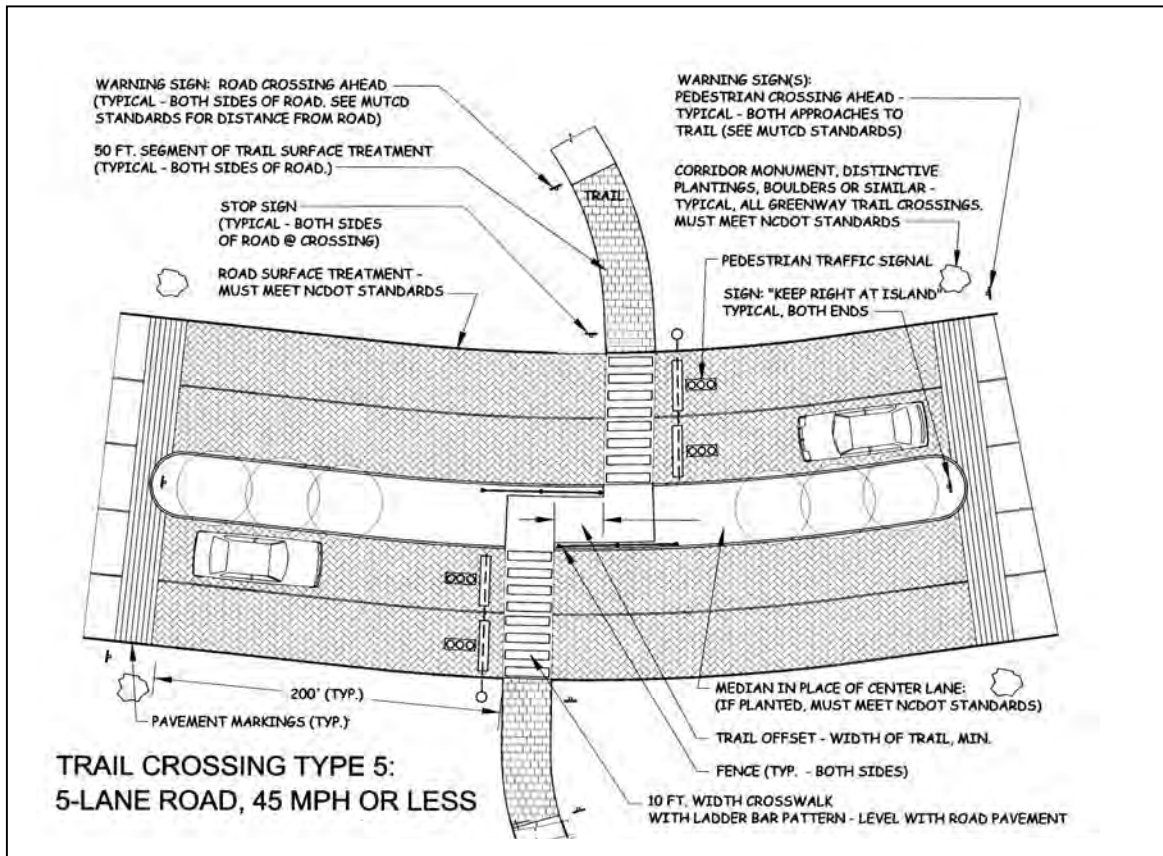 WARNING SIGN: ROAD CROSSING AHEAD
(TYPICAL - BOTH SIDES OF ROAD. SEE MUTCD
STANDARDS FOR DISTANCE FROM ROAD)
50 FT. SEGMENT OF TRAIL SURFACE TREATMENT
(TYPICAL - BOTH SIDES OF ROAD.)
STOP SIGN
(TYPICAL - BOTH SIDES
OF ROAD @ CROSSING)
ROAD SURFACE TREATMENT -
MUST MEET NCDOT STANDARDS
TRAIL
WARNING SIGN(S):
PEDESTRIAN CROSSING AHEAD -
TYPICAL - BOTH APPROACHES TO
TRAIL (SEE MUTCD STANDARDS)
CORRIDOR MONUMENT, DISTINCTIVE
PLANTINGS, BOULDERS OR SIMILAR -
TYPICAL, ALL GREENWAY TRAIL CROSSINGS.
MUST MEET NCDOT STANDARDS
PEDESTRIAN TRAFFIC SIGNAL
SIGN: "KEEP RIGHT AT ISLAND"
TYPICAL, BOTH ENDS
200' (TYP.)
PAVEMENT MARKINGS (TYP.)
MEDIAN IN PLACE OF CENTER LANE:
(IF PLANTED, MUST MEET NCDOT STANDARDS)
TRAIL OFFSET - WIDTH OF TRAIL, MIN.
FENCE (TYP. - BOTH SIDES)
10 FT. WIDTH CROSSWALK
WITH LADDER BAR PATTERN - LEVEL WITH ROAD PAVEMENT
TRAIL CROSSING TYPE 5:
5-LANE ROAD, 45 MPH OR LESS